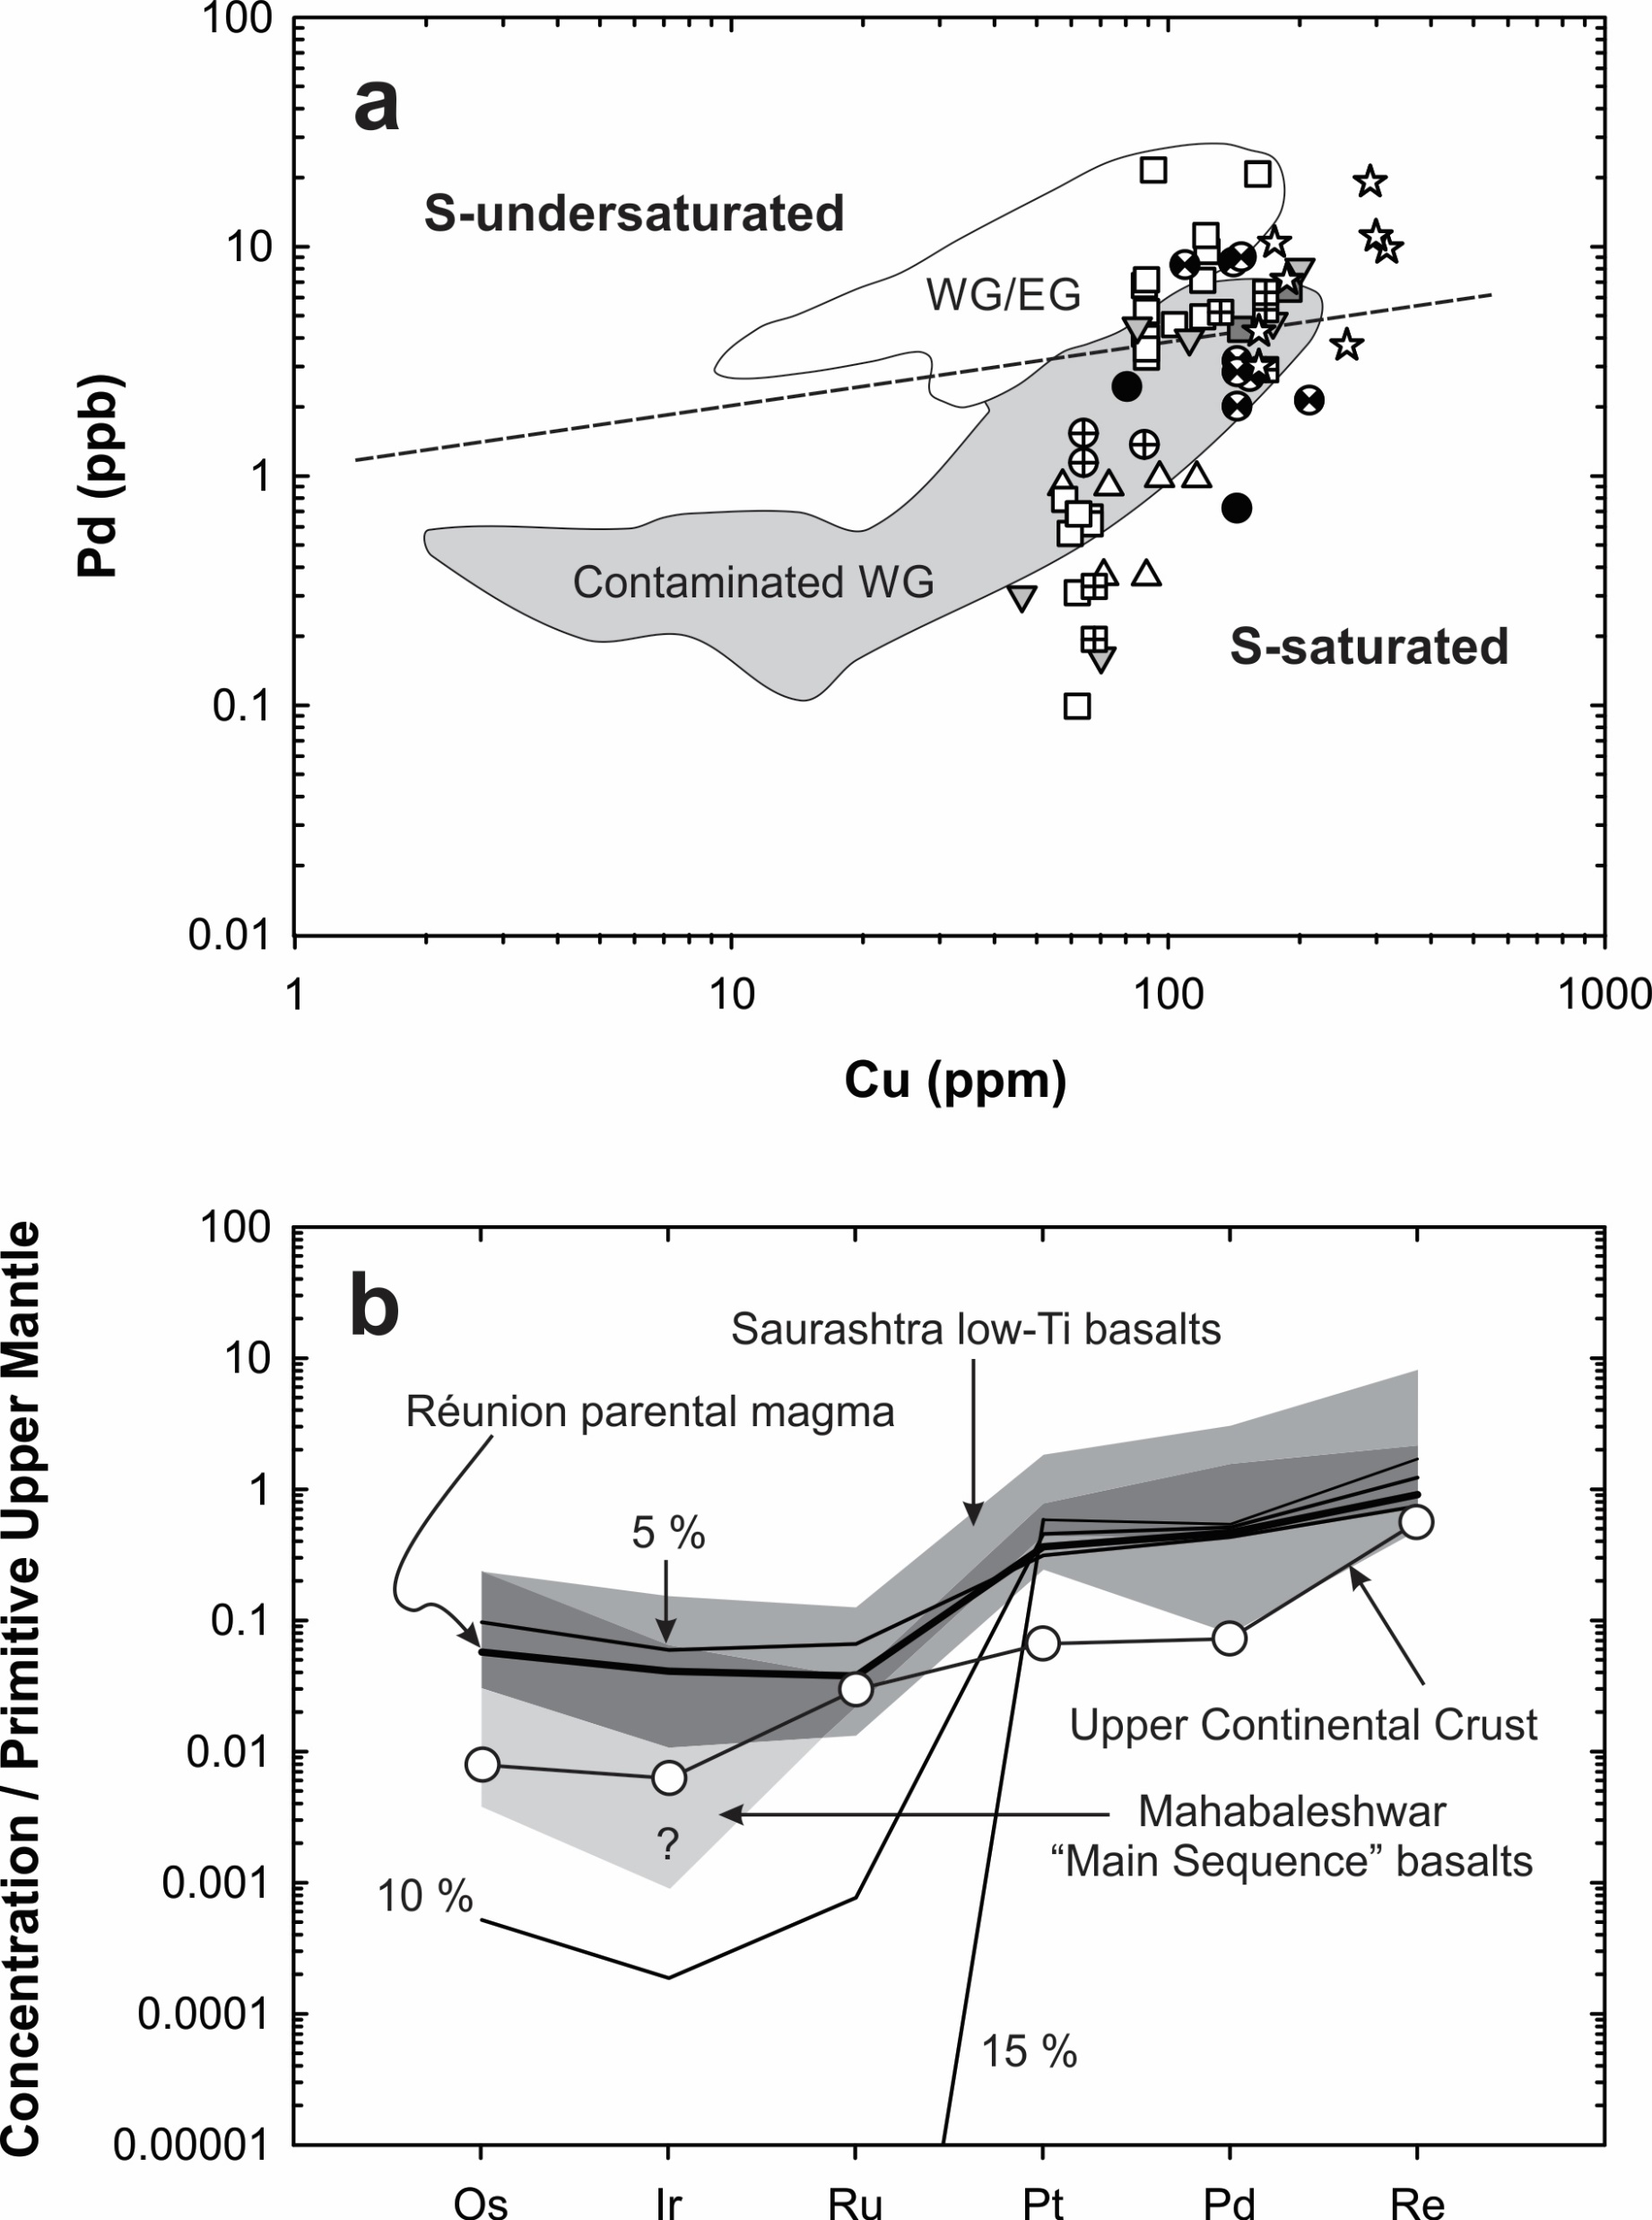 100
a
S-undersaturated
10
WG/EG
Pd (ppb)
1
Contaminated WG
S-saturated
0.1
0.01
1 10 100 1000
Cu (ppm)
Concentration / Primitive Upper Mantle
100
b
Saurashtra low-Ti basalts
10
Réunion parental magma
1
5 %
0.1
Upper Continental Crust
0.01
Mahabaleshwar
“Main Sequence” basalts
?
0.001
10 %
0.0001
15 %
0.00001
Os Ir Ru Pt Pd Re